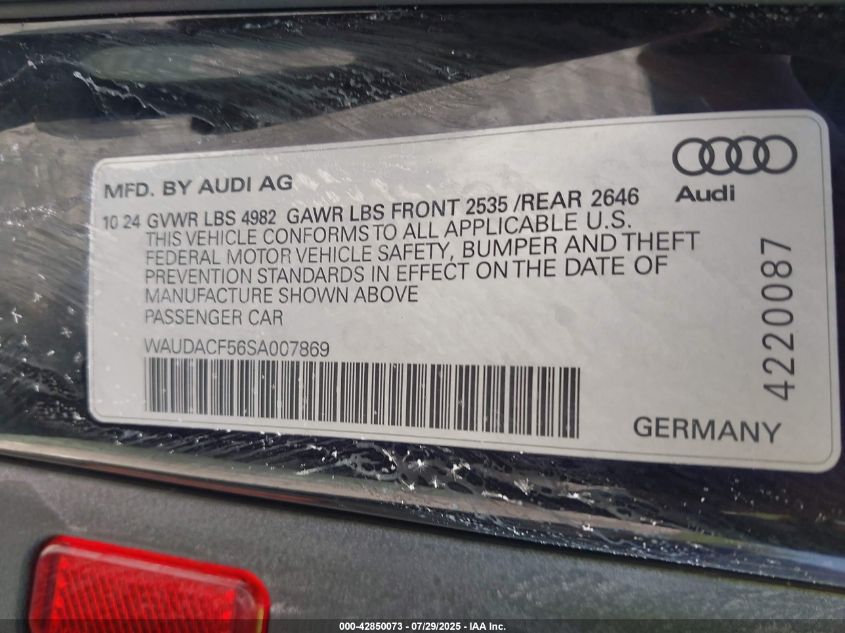 MFD. BY AUDI AG
Audi
10 24 GVWR LBS 4982 GAWR LBS FRONT 2535 /REAR 2646
THIS VEHICLE CONFORMS TO ALL APPLICABLE U.S.
FEDERAL MOTOR VEHICLE SAFETY, BUMPER AND THEFT
PREVENTION STANDARDS IN EFFECT ON THE DATE OF
MANUFACTURE SHOWN ABOVE
PASSENGER CAR
WAUDACF56SA007869
4220087
GERMANY
000-42850073 - 07/29/2025 - IAA Inc.